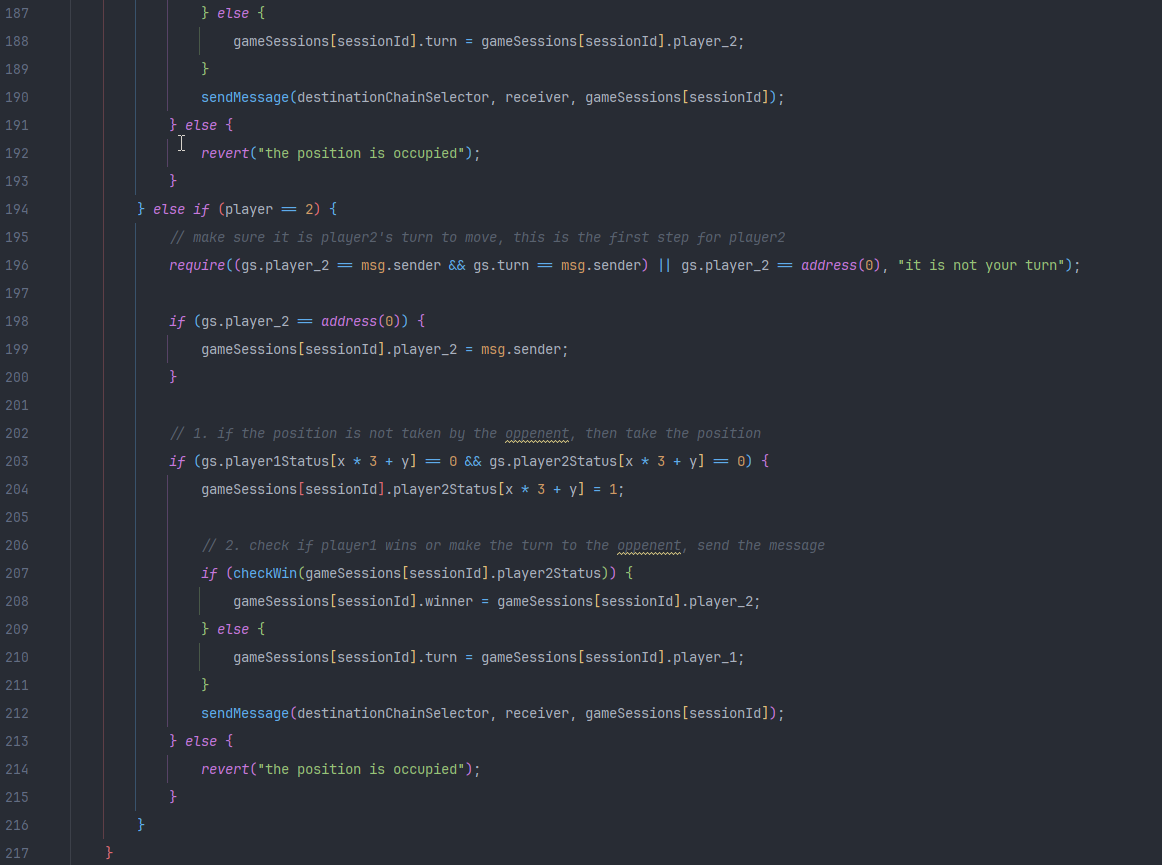 187 } else {
188 gameSessions[sessionId].turn = gameSessions[sessionId].player_2;
189 }
190 sendMessage(destinationChainSelector, receiver, gameSessions[sessionId]);
191 } else {
192 revert("the position is occupied");
193 }
194 } else if (player == 2) {
195 // make sure it is player2's turn to move, this is the first step for player2
196 require((gs.player_2 == msg.sender && gs.turn == msg.sender) || gs.player_2 == address(0), "it is not your turn");
197
198 if (gs.player_2 == address(0)) {
199 gameSessions[sessionId].player_2 = msg.sender;
200 }
201
202 // 1. if the position is not taken by the oppenent, then take the position
203 if (gs.player1Status[x * 3 + y] == 0 && gs.player2Status[x * 3 + y] == 0) {
204 gameSessions[sessionId].player2Status[x * 3 + y] = 1;
205
206 // 2. check if player1 wins or make the turn to the oppenent, send the message
207 if (checkWin(gameSessions[sessionId].player2Status)) {
208 gameSessions[sessionId].winner = gameSessions[sessionId].player_2;
209 } else {
210 gameSessions[sessionId].turn = gameSessions[sessionId].player_1;
211 }
212 sendMessage(destinationChainSelector, receiver, gameSessions[sessionId]);
213 } else {
214 revert("the position is occupied");
215 }
216 }
217 }